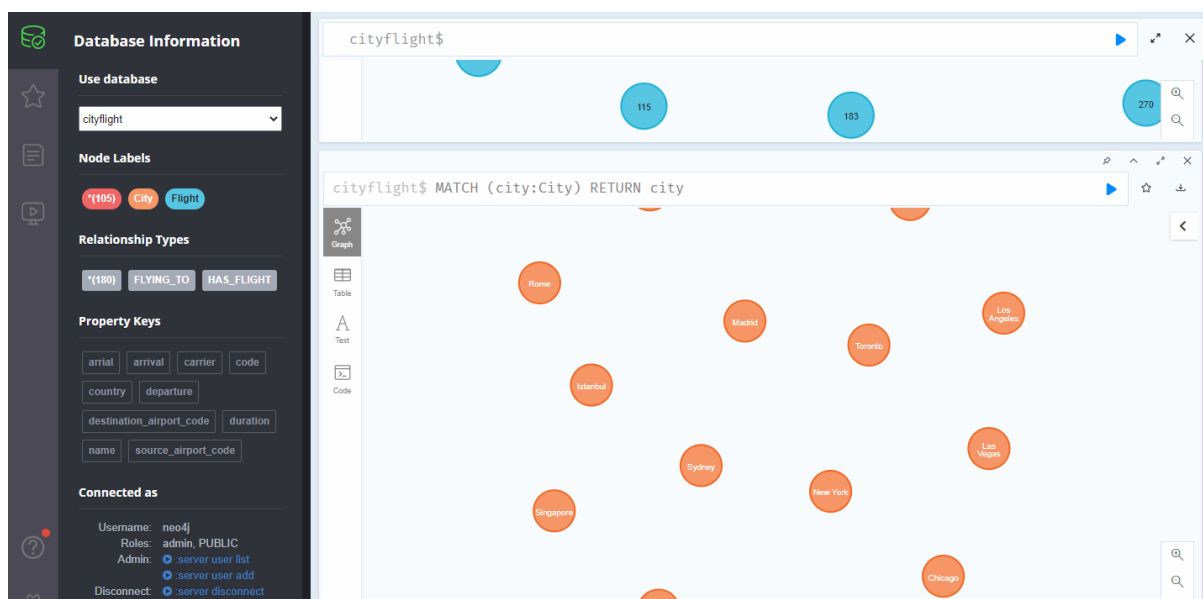 Database Information
Use database
cityflight
Node Labels
*(105) City Flight
Relationship Types
*(180) FLYING_TO HAS_FLIGHT
Property Keys
arrial arrival carrier code
country departure
destination_airport_code duration
name source_airport_code
Connected as
Username: neo4j
Roles: admin, PUBLIC
Admin: :server user list
:server user add
Disconnect: :server disconnect
cityflight$
115
183
270
cityflight$ MATCH (city:City) RETURN city
Graph
Table
Text
Code
Rome
Madrid
Los
Angeles
Toronto
Istanbul
Las
Vegas
Sydney
New York
Singapore
Chicago